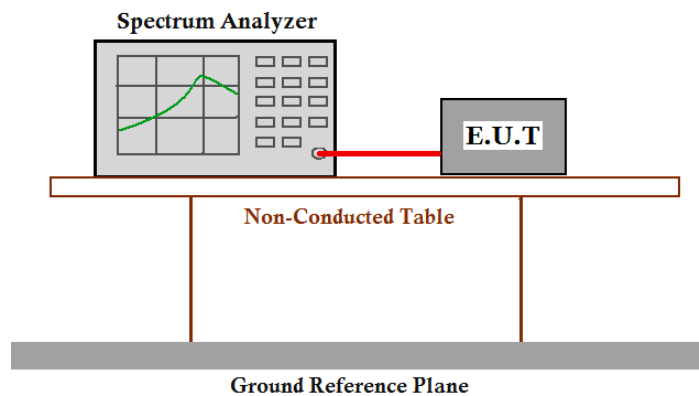 Spectrum Analyzer
E.U.T
Non-Conducted Table
Ground Reference Plane